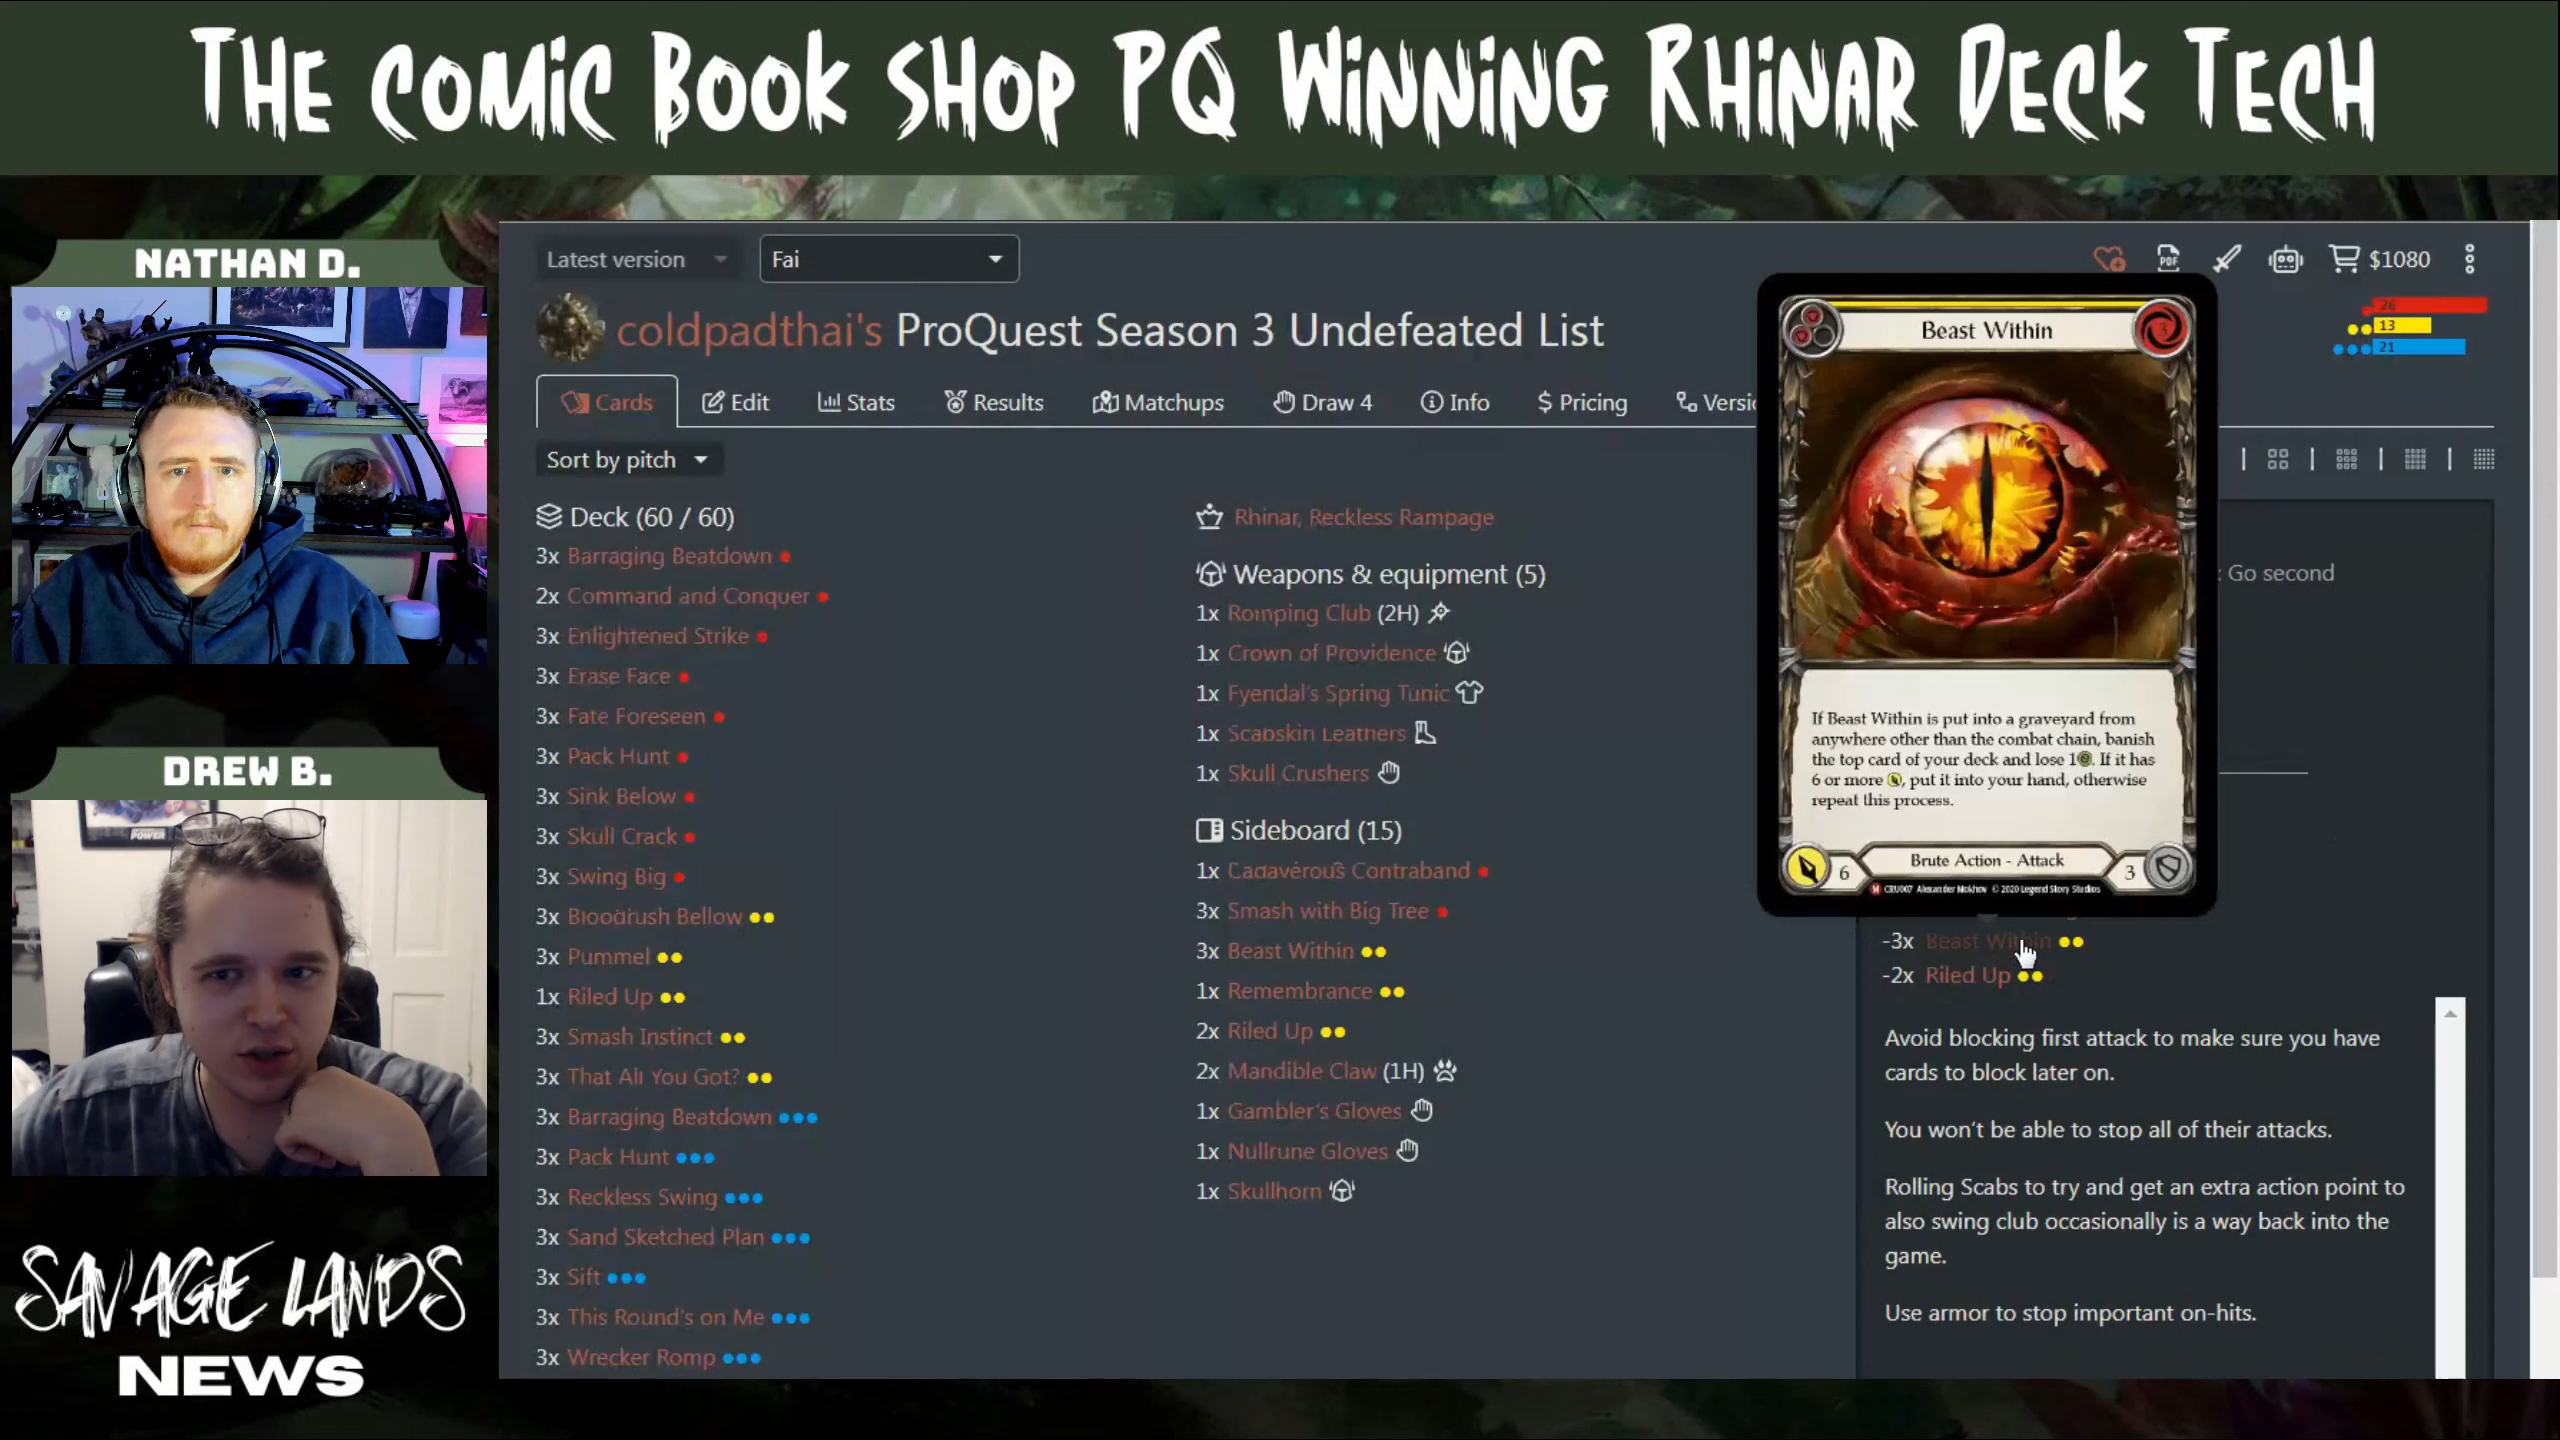 THE COMIC BOOK SHOP PQ WINNING RHINAR DECK TECH
NATHAN D.
DREW B.
POWER
SAVAGE LANDS
NEWS
Latest version
Fai
PDF
$1080
coldpadthai's ProQuest Season 3 Undefeated List
26
13
21
Cards
Edit
Stats
Results
Matchups
Draw 4
Info
$ Pricing
Versio
Sort by pitch
Deck (60 / 60)
3x Barraging Beatdown
2x Command and Conquer
3x Enlightened Strike
3x Erase Face
3x Fate Foreseen
3x Pack Hunt
3x Sink Below
3x Skull Crack
3x Swing Big
3x Bloodrush Bellow
3x Pummel
1x Riled Up
3x Smash Instinct
3x That All You Got?
3x Barraging Beatdown
3x Pack Hunt
3x Reckless Swing
3x Sand Sketched Plan
3x Sift
3x This Round's on Me
3x Wrecker Romp
Rhinar, Reckless Rampage
Weapons & equipment (5)
1x Romping Club (2H)
1x Crown of Providence
1x Fyendal's Spring Tunic
1x Scabskin Leathers
1x Skull Crushers
Sideboard (15)
1x Cadaverous Contraband
3x Smash with Big Tree
3x Beast Within
1x Remembrance
2x Riled Up
2x Mandible Claw (1H)
1x Gambler's Gloves
1x Nullrune Gloves
1x Skullhorn
Beast Within
3
If Beast Within is put into a graveyard from
anywhere other than the combat chain, banish
the top card of your deck and lose 1. If it has
6 or more , put it into your hand, otherwise
repeat this process.
6
Brute Action - Attack
3
M CRU007 Alexander Mokhov © 2020 Legend Story Studios
: Go second
-3x Beast Within
-2x Riled Up
Avoid blocking first attack to make sure you have
cards to block later on.
You won't be able to stop all of their attacks.
Rolling Scabs to try and get an extra action point to
also swing club occasionally is a way back into the
game.
Use armor to stop important on-hits.